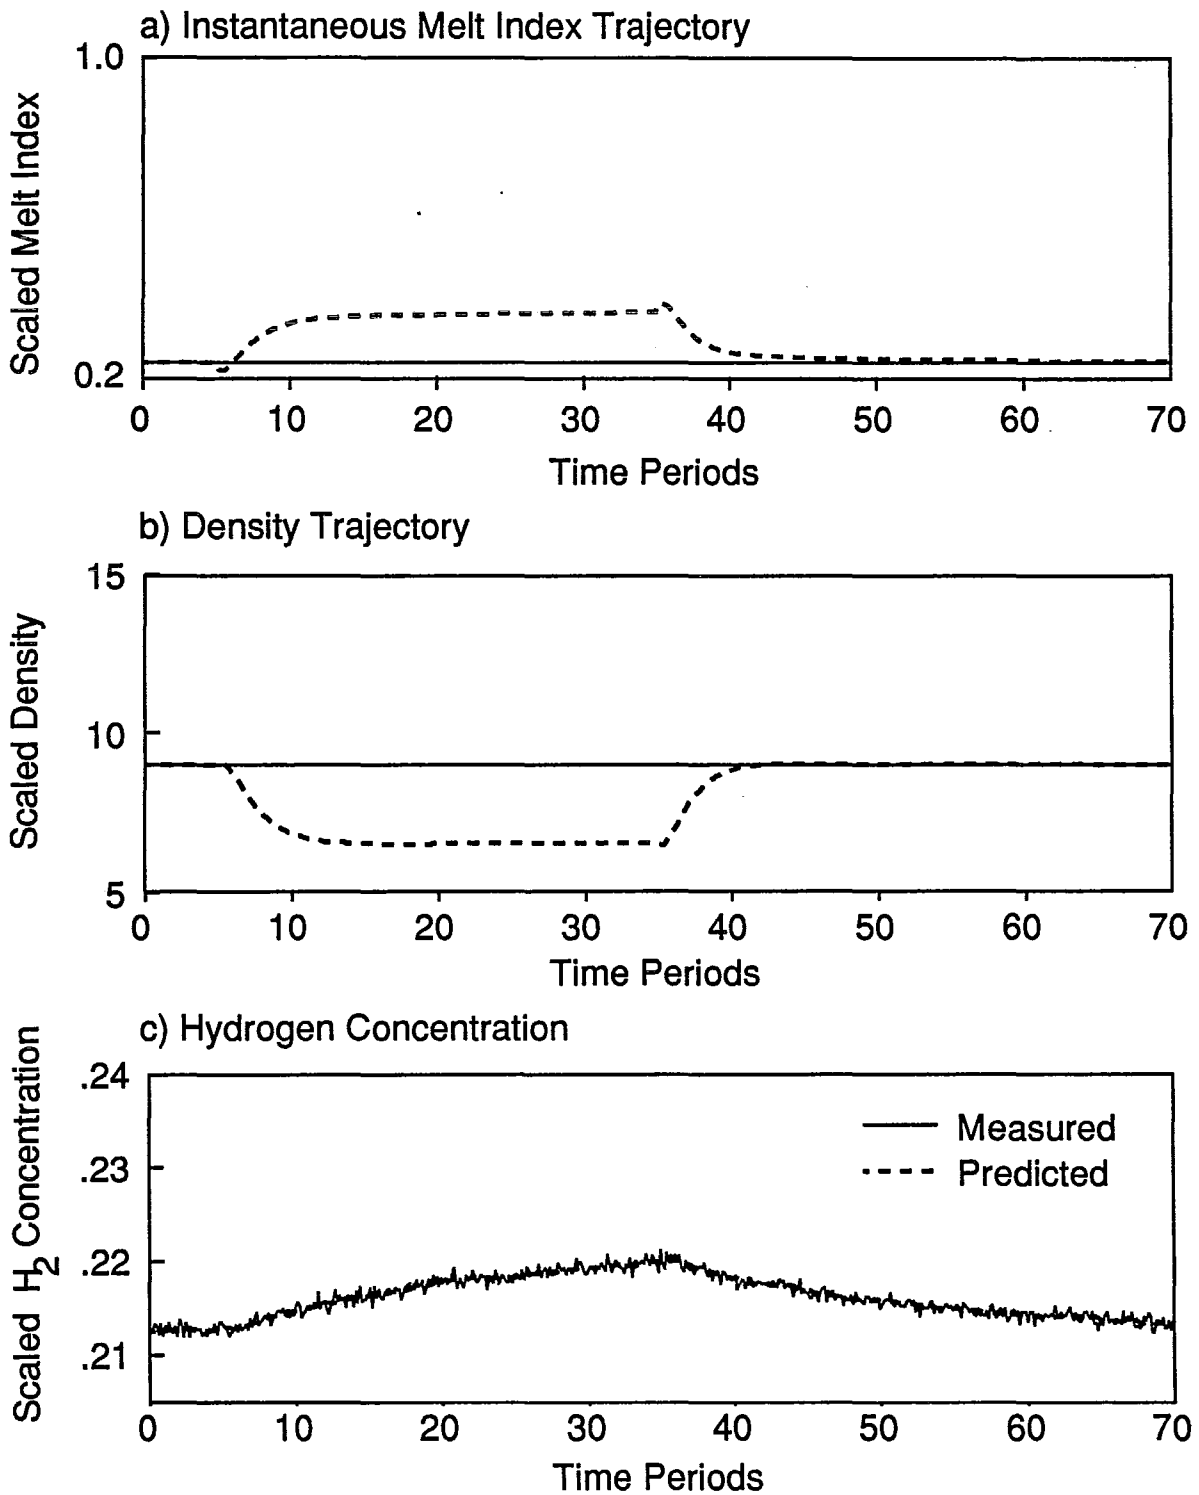 a) Instantaneous Melt Index Trajectory
1.0
Scaled Melt Index
0.2
0 10 20 30 40 50 60 70
Time Periods
b) Density Trajectory
15
Scaled Density
10
5
0 10 20 30 40 50 60 70
Time Periods
c) Hydrogen Concentration
.24
Scaled H2 Concentration
Measured
.23
Predicted
.22
.21
0 10 20 30 40 50 60 70
Time Periods